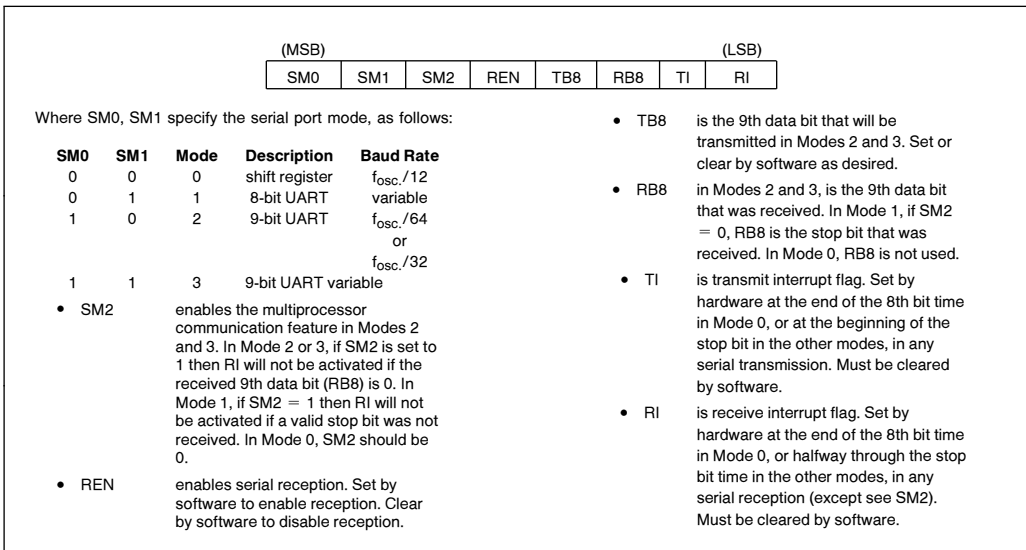 (MSB) (LSB)
SM0 SM1 SM2 REN TB8 RB8 TI RI
Where SM0, SM1 specify the serial port mode, as follows:
SM0 SM1 Mode Description Baud Rate
0 0 0 shift register fosc./12
0 1 1 8-bit UART variable
1 0 2 9-bit UART fosc./64
or
fosc./32
1 1 3 9-bit UART variable
• SM2 enables the multiprocessor
communication feature in Modes 2
and 3. In Mode 2 or 3, if SM2 is set to
1 then RI will not be activated if the
received 9th data bit (RB8) is 0. In
Mode 1, if SM2 = 1 then RI will not
be activated if a valid stop bit was not
received. In Mode 0, SM2 should be
0.
• REN enables serial reception. Set by
software to enable reception. Clear
by software to disable reception.
• TB8 is the 9th data bit that will be
transmitted in Modes 2 and 3. Set or
clear by software as desired.
• RB8 in Modes 2 and 3, is the 9th data bit
that was received. In Mode 1, if SM2
= 0, RB8 is the stop bit that was
received. In Mode 0, RB8 is not used.
• TI is transmit interrupt flag. Set by
hardware at the end of the 8th bit time
in Mode 0, or at the beginning of the
stop bit in the other modes, in any
serial transmission. Must be cleared
by software.
• RI is receive interrupt flag. Set by
hardware at the end of the 8th bit time
in Mode 0, or halfway through the stop
bit time in the other modes, in any
serial reception (except see SM2).
Must be cleared by software.